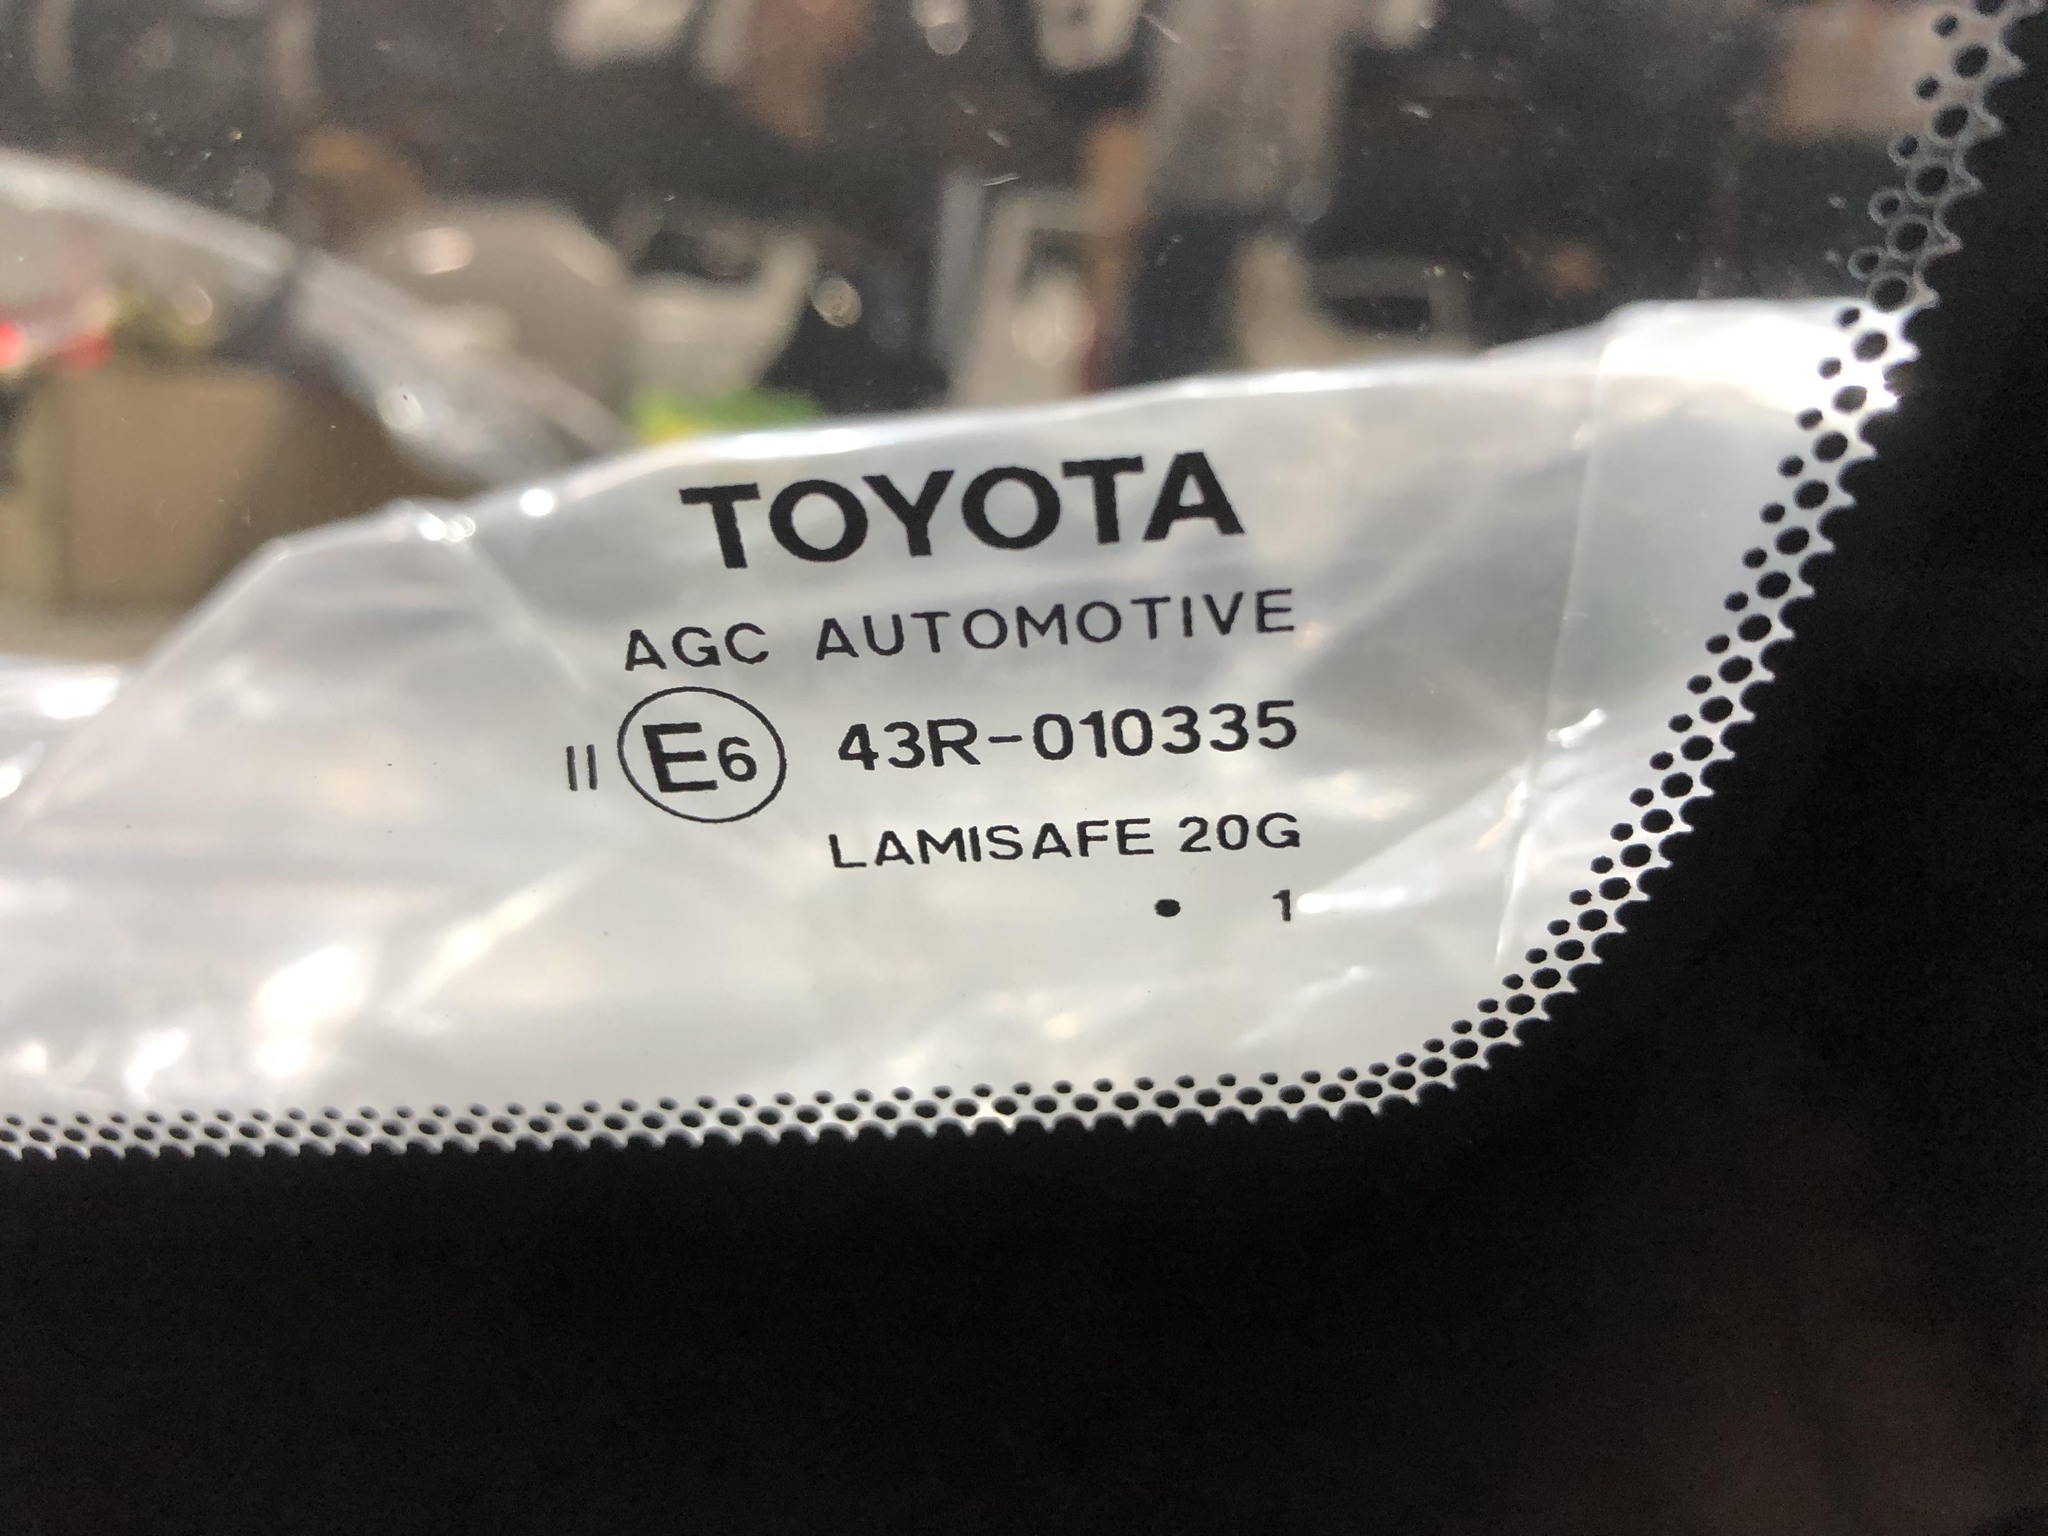 TOYOTA
AGC AUTOMOTIVE
II E6 43R-010335
LAMISAFE 20G
• 1